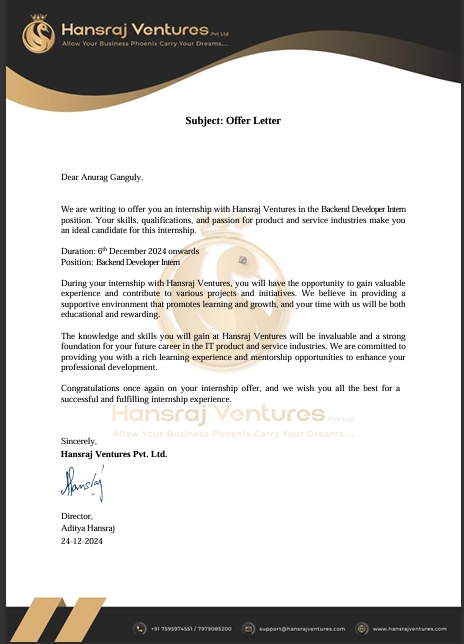 Hansraj Ventures Pvt Ltd
Allow Your Business Phoenix Carry Your Dreams....
Subject: Offer Letter
Dear Anurag Ganguly,
We are writing to offer you an internship with Hansraj Ventures in the Backend Developer Intern
position. Your skills, qualifications, and passion for product and service industries make you
an ideal candidate for this internship.
Duration: 6th December 2024 onwards
Position: Backend Developer Intern
During your internship with Hansraj Ventures, you will have the opportunity to gain valuable
experience and contribute to various projects and initiatives. We believe in providing a
supportive environment that promotes learning and growth, and your time with us will be both
educational and rewarding.
The knowledge and skills you will gain at Hansraj Ventures will be invaluable and a strong
foundation for your future career in the IT product and service industries. We are committed to
providing you with a rich learning experience and mentorship opportunities to enhance your
professional development.
Congratulations once again on your internship offer, and we wish you all the best for a
successful and fulfilling internship experience.
Hansraj Ventures Pvt Ltd
Allow Your Business Phoenix Carry Your Dreams....
Sincerely,
Hansraj Ventures Pvt. Ltd.
Hansraj
Director,
Aditya Hansraj
24-12-2024
+91 7595974551 / 7979085200 support@hansrajventures.com www.hansrajventures.com